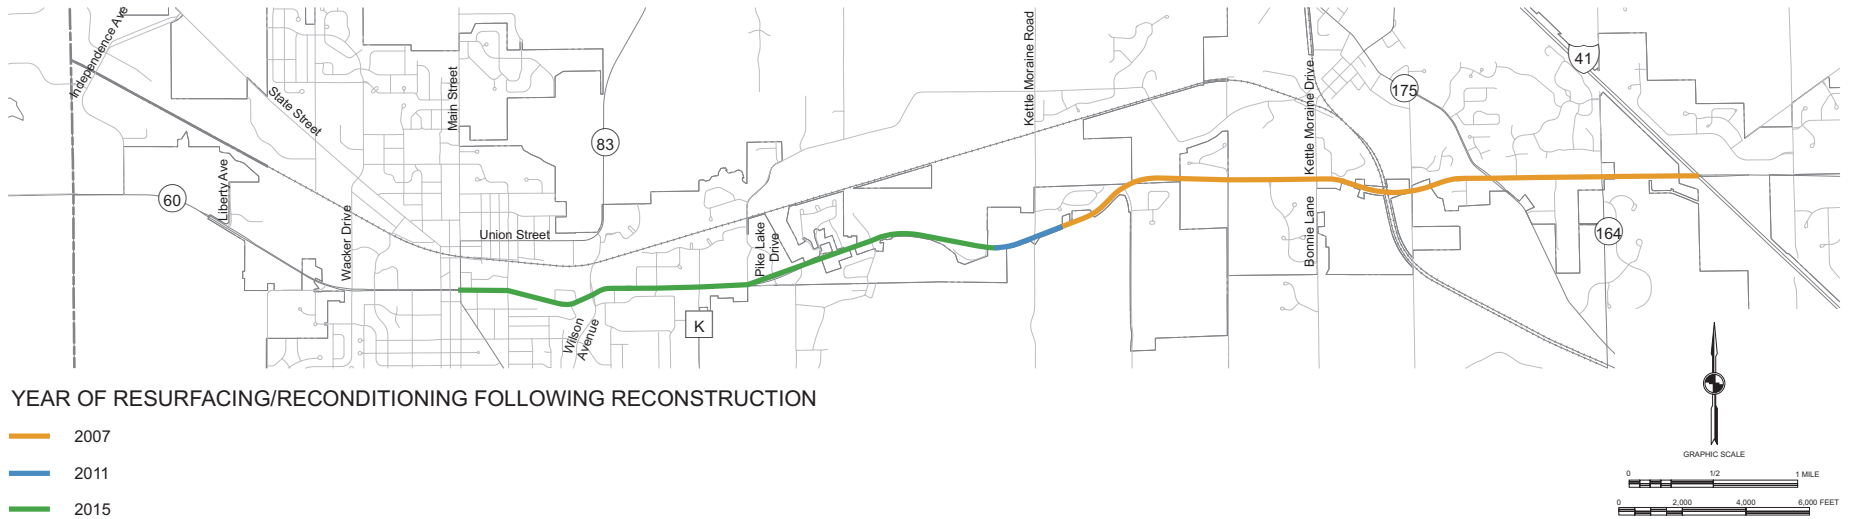 Independence Ave
State Street
Main Street
83
Kettle Moraine Road
Kettle Moraine Drive
175
41
60
Liberty Ave
Wacker Drive
Union Street
Pike Lake
Drive
Bonnie Lane
164
Wilson
Avenue
K
YEAR OF RESURFACING/RECONDITIONING FOLLOWING RECONSTRUCTION
2007
2011
2015
GRAPHIC SCALE
0 1/2 1 MILE
0 2,000 4,000 6,000 FEET